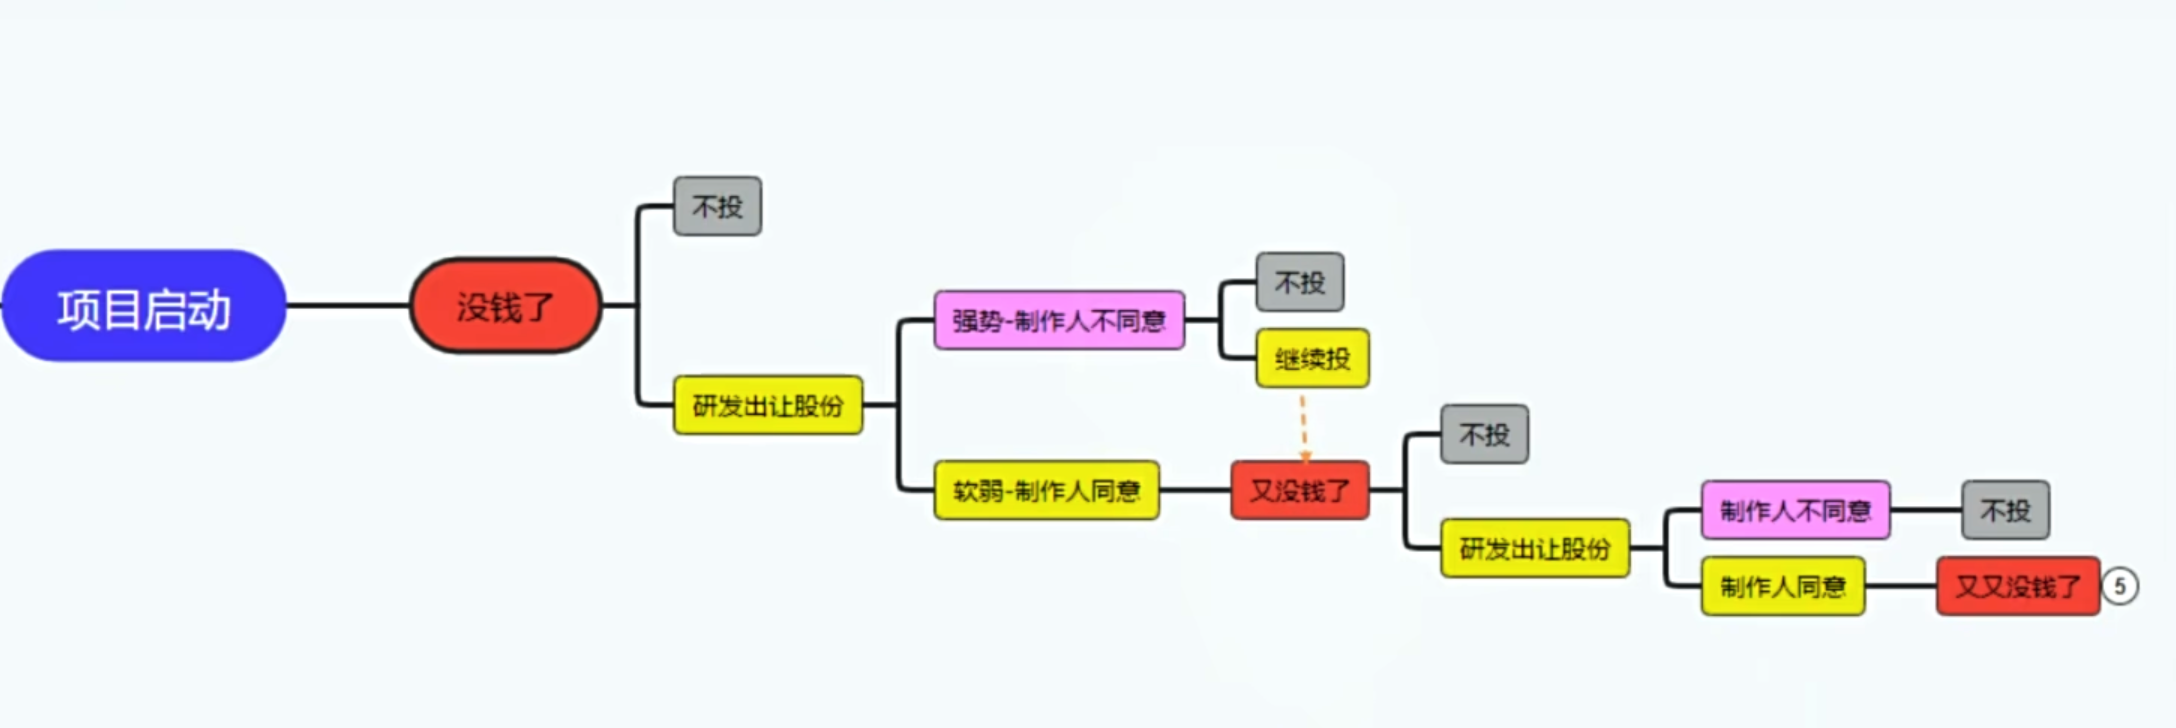 项目启动
没钱了
不投
研发出让股份
强势-制作人不同意
不投
继续投
软弱-制作人同意
又没钱了
不投
研发出让股份
制作人不同意
不投
制作人同意
又又没钱了
5